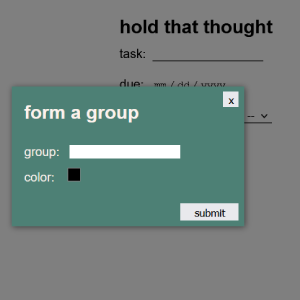 hold that thought
task:
due: mm / dd / yyyy
x
form a group
--
group:
color:
submit